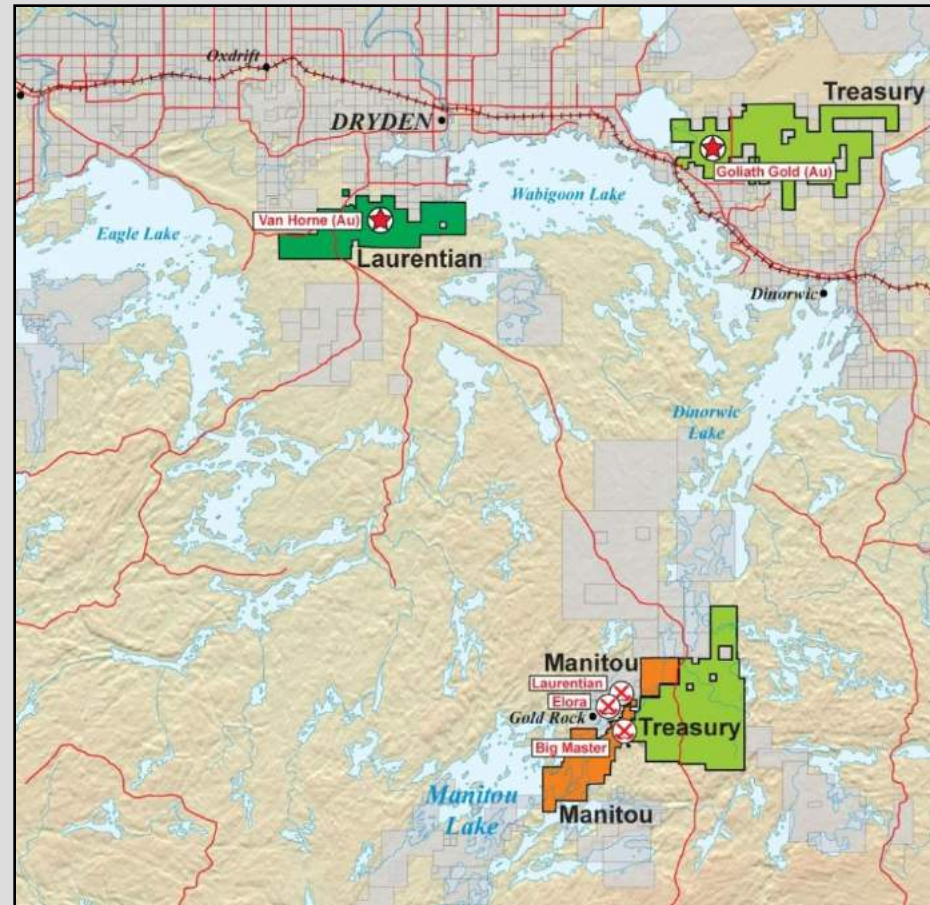 Oxdrift
DRYDEN
Treasury
Goliath Gold (Au)
Wabigoon Lake
Van Horne (Au)
Eagle Lake
Laurentian
Dinorwic
Dinorwic
Lake
Manitou
Laurentian
Elora
Gold Rock
Treasury
Big Master
Manitou
Lake
Manitou